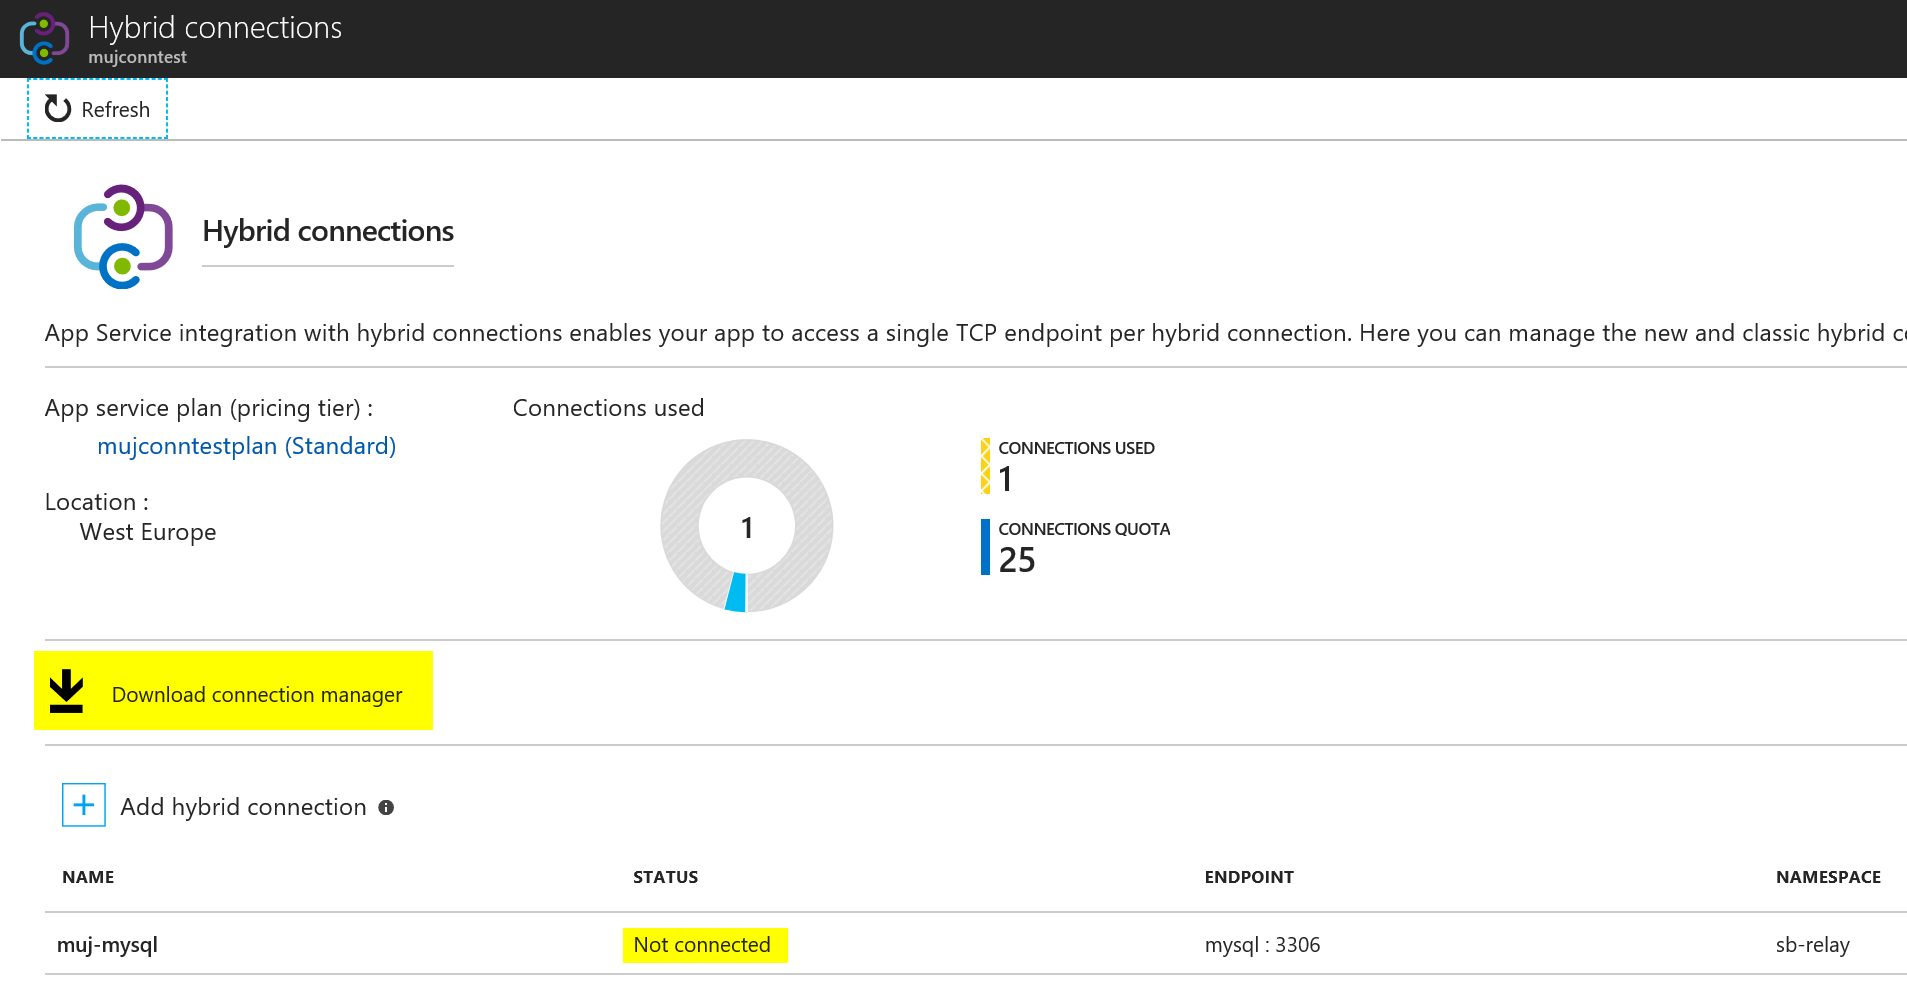 Hybrid connections
mujconntest
Refresh
Hybrid connections
App Service integration with hybrid connections enables your app to access a single TCP endpoint per hybrid connection. Here you can manage the new and classic hybrid
App service plan (pricing tier) :
mujconntestplan (Standard)
Location :
West Europe
Connections used
1
CONNECTIONS USED
1
CONNECTIONS QUOTA
25
Download connection manager
Add hybrid connection
NAME STATUS ENDPOINT NAMESPACE
muj-mysql Not connected mysql : 3306 sb-relay